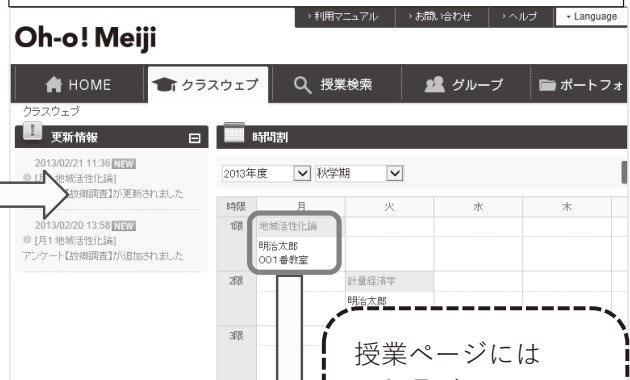 › 利用マニュアル › お問い合わせ › ヘルプ Language
Oh-o! Meiji
HOME クラスウェブ 授業検索 グループ ポートフォ
クラスウェブ
更新情報
2013/02/21 11:36 NEW
地域活性化論]
故郷調査】が更新されました
2013/02/20 13:58 NEW
[月1 地域活性化論]
アンケート【故郷調査】が追加されました
時間割
2013年度 秋学期
時限 月 火 水 木
1限 地域活性化論
明治太郎
001番教室
2限 計量経済学
明治太郎
3限
授業ページには